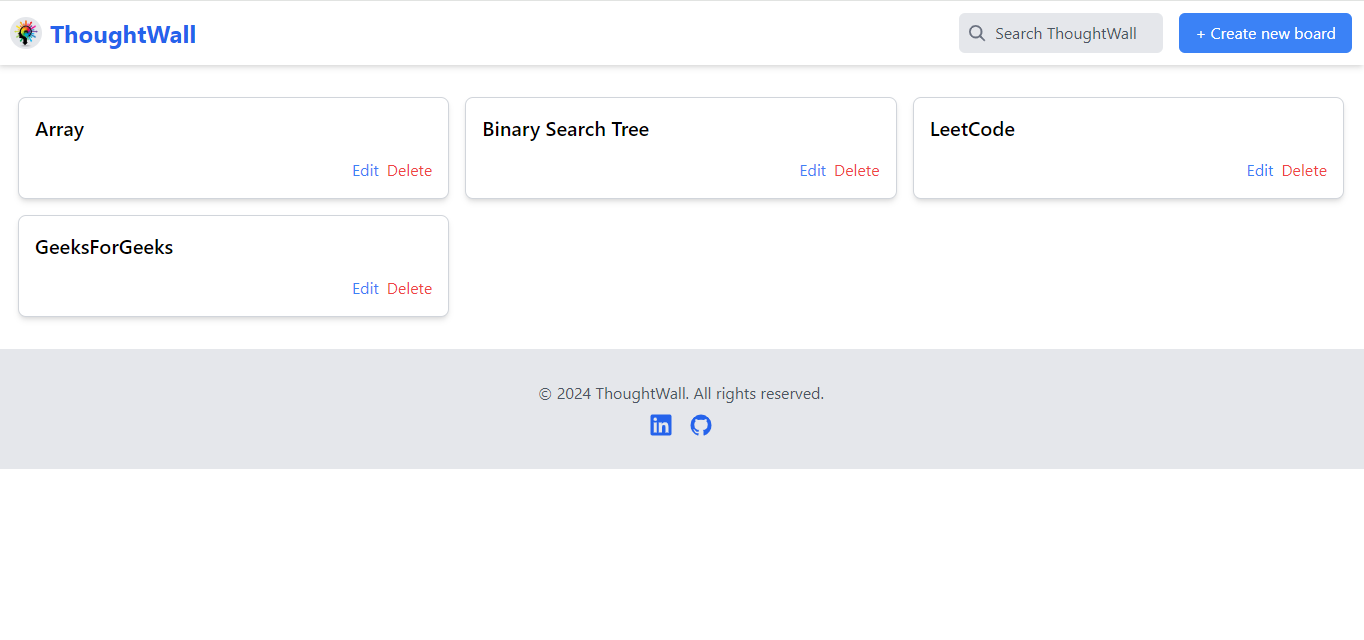 ThoughtWall
Search ThoughtWall
+ Create new board
Array
Edit Delete
Binary Search Tree
Edit Delete
LeetCode
Edit Delete
GeeksForGeeks
Edit Delete
© 2024 ThoughtWall. All rights reserved.
in